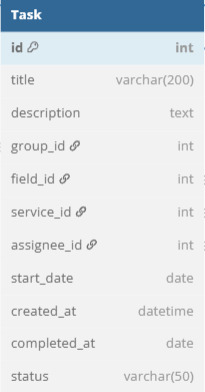 Task
id int
title varchar(200)
description text
group_id int
field_id int
service_id int
assignee_id int
start_date date
created_at datetime
completed_at date
status varchar(50)